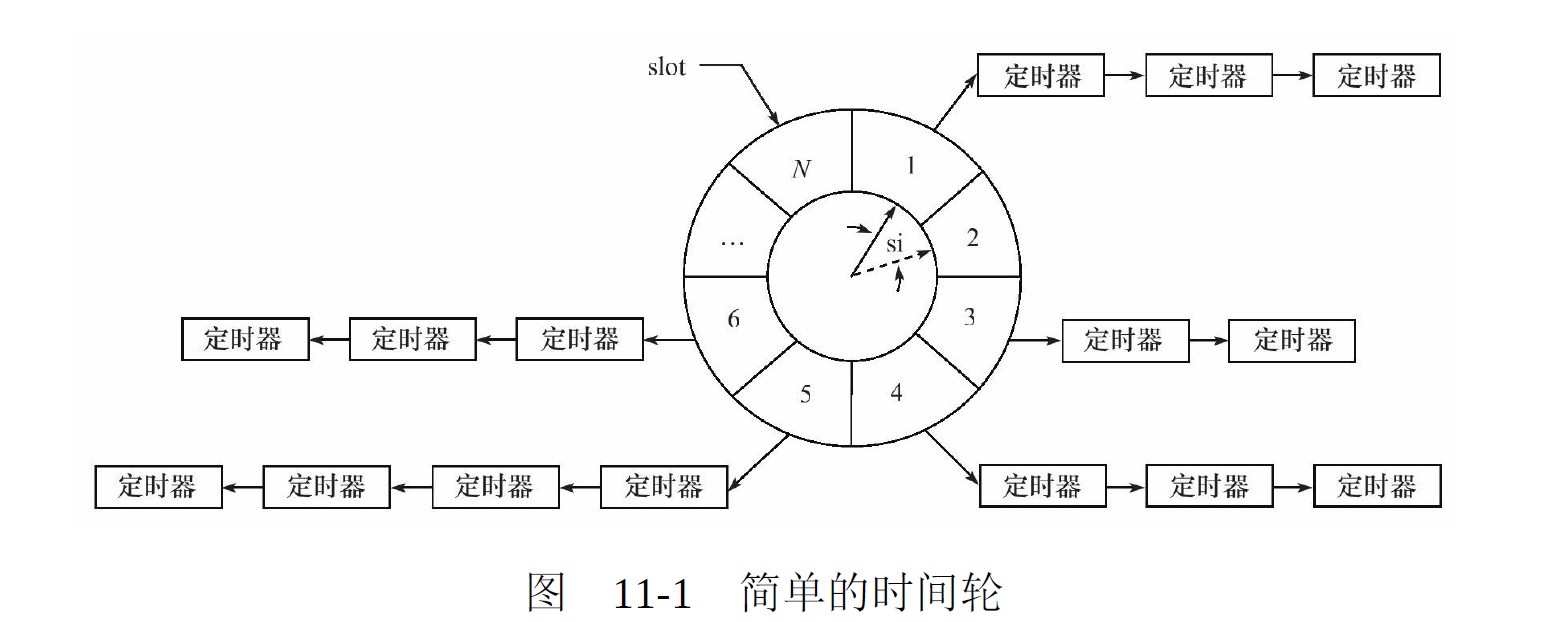 slot
定时器 定时器 定时器
N 1
... si 2
定时器 定时器 定时器 6 3 定时器 定时器
5 4
定时器 定时器 定时器 定时器 定时器 定时器 定时器
图 11-1 简单的时间轮